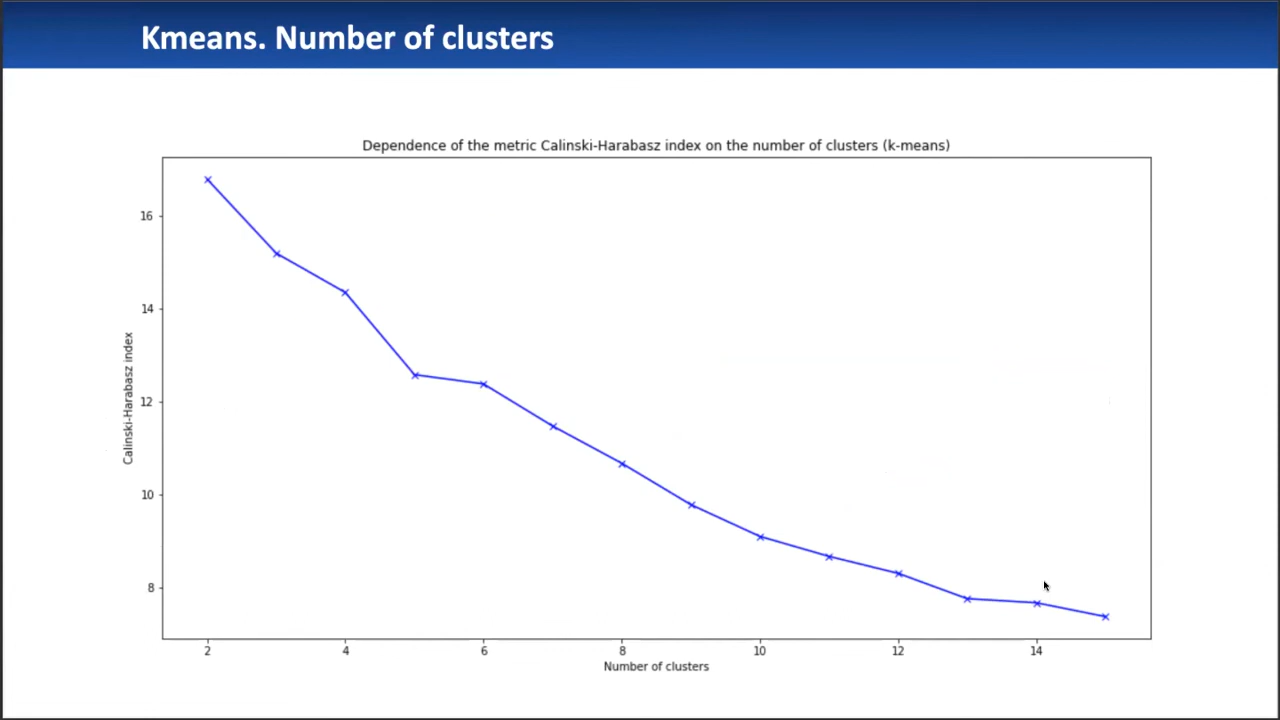 Kmeans. Number of clusters
Dependence of the metric Calinski-Harabasz index on the number of clusters (k-means)
16
14
12
10
8
Calinski-Harabasz index
2 4 6 8 10 12 14
Number of clusters